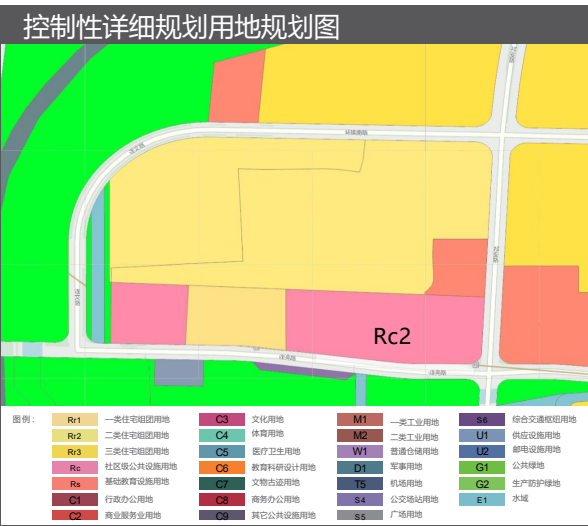 控制性详细规划用地规划图
Rc2
图例：
Rr1 一类住宅组团用地
Rr2 二类住宅组团用地
Rr3 三类住宅组团用地
Rc 社区级公共设施用地
Rs 基础教育设施用地
C1 行政办公用地
C2 商业服务业用地
C3 文化用地
C4 体育用地
C5 医疗卫生用地
C6 教育科研设计用地
C7 文物古迹用地
C8 商务办公用地
C9 其它公共设施用地
M1 一类工业用地
M2 二类工业用地
W1 普通仓储用地
D1 军事用地
T5 机场用地
S4 公交场站用地
S5 广场用地
S6 综合交通枢纽用地
U1 供应设施用地
U2 邮电设施用地
G1 公共绿地
G2 生产防护绿地
E1 水域